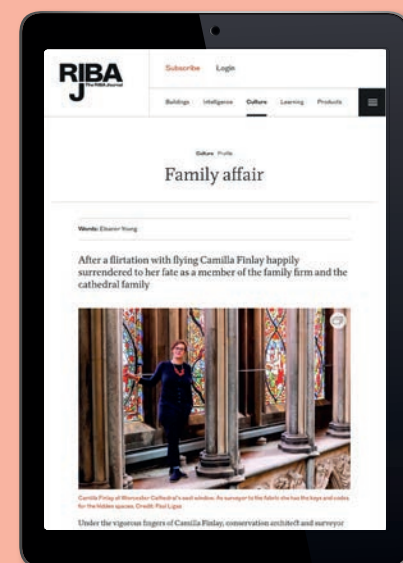 RIBA
J The RIBA Journal
Subscribe Login
Buildings Intelligence Culture Learning Products
Culture Profile
Family affair
Words: Eleanor Young
After a flirtation with flying Camilla Finlay happily
surrendered to her fate as a member of the family firm and the
cathedral family
Camilla Finlay at Worcester Cathedral's east window. As surveyor to the fabric she has the keys and codes
for the hidden spaces. Credit: Paul Ligas
Under the vigorous fingers of Camilla Finlay, conservation architect and surveyor